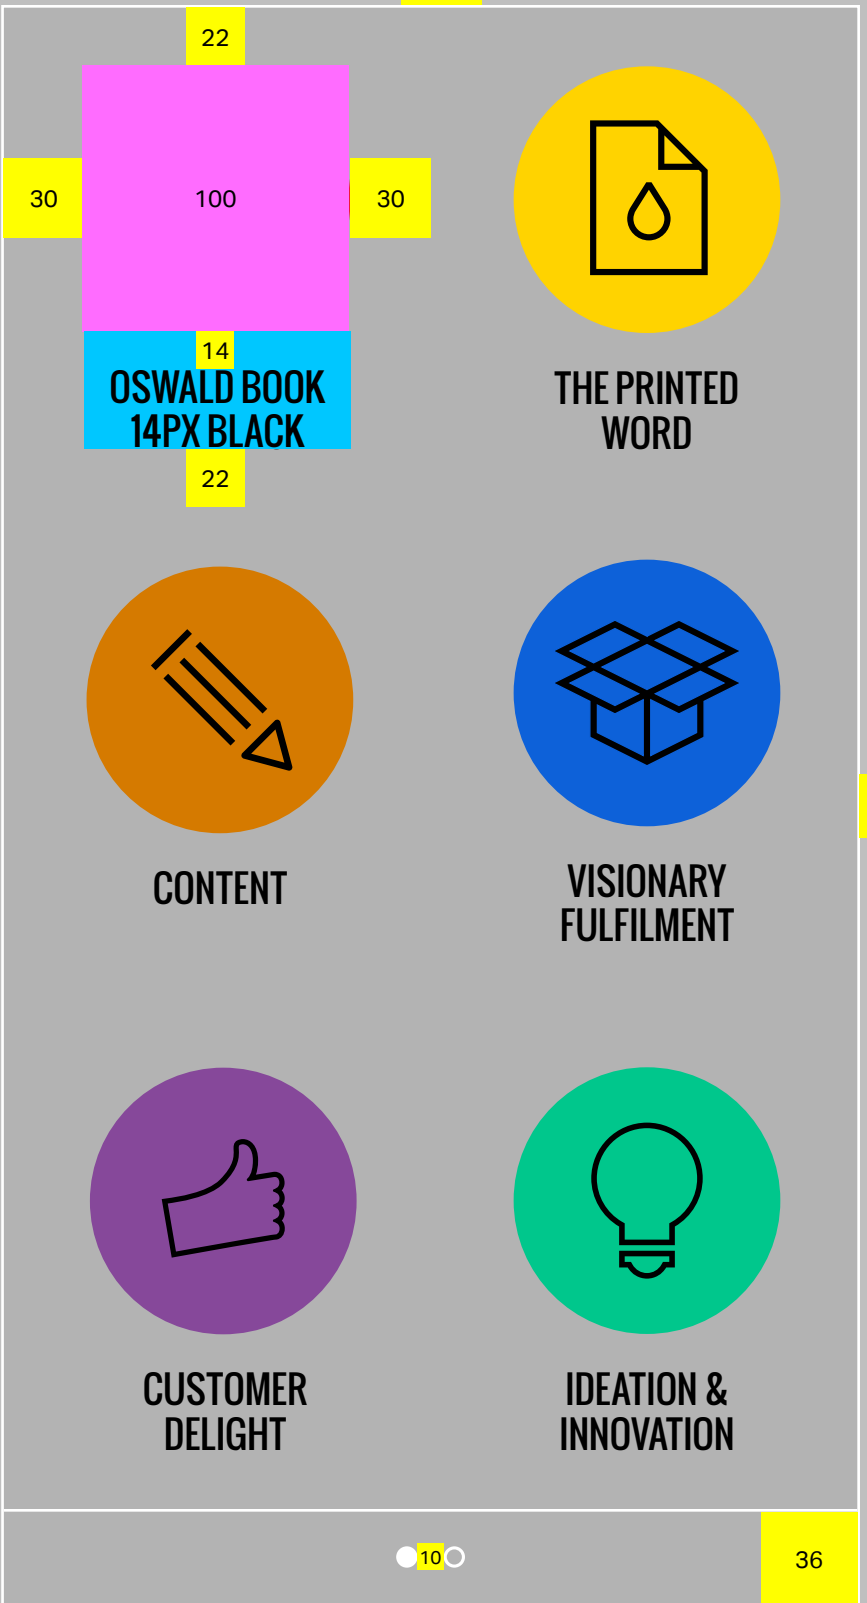 22
30
100
30
14
OSWALD BOOK
14PX BLACK
22
THE PRINTED
WORD
CONTENT
VISIONARY
FULFILMENT
CUSTOMER
DELIGHT
IDEATION &
INNOVATION
10
36